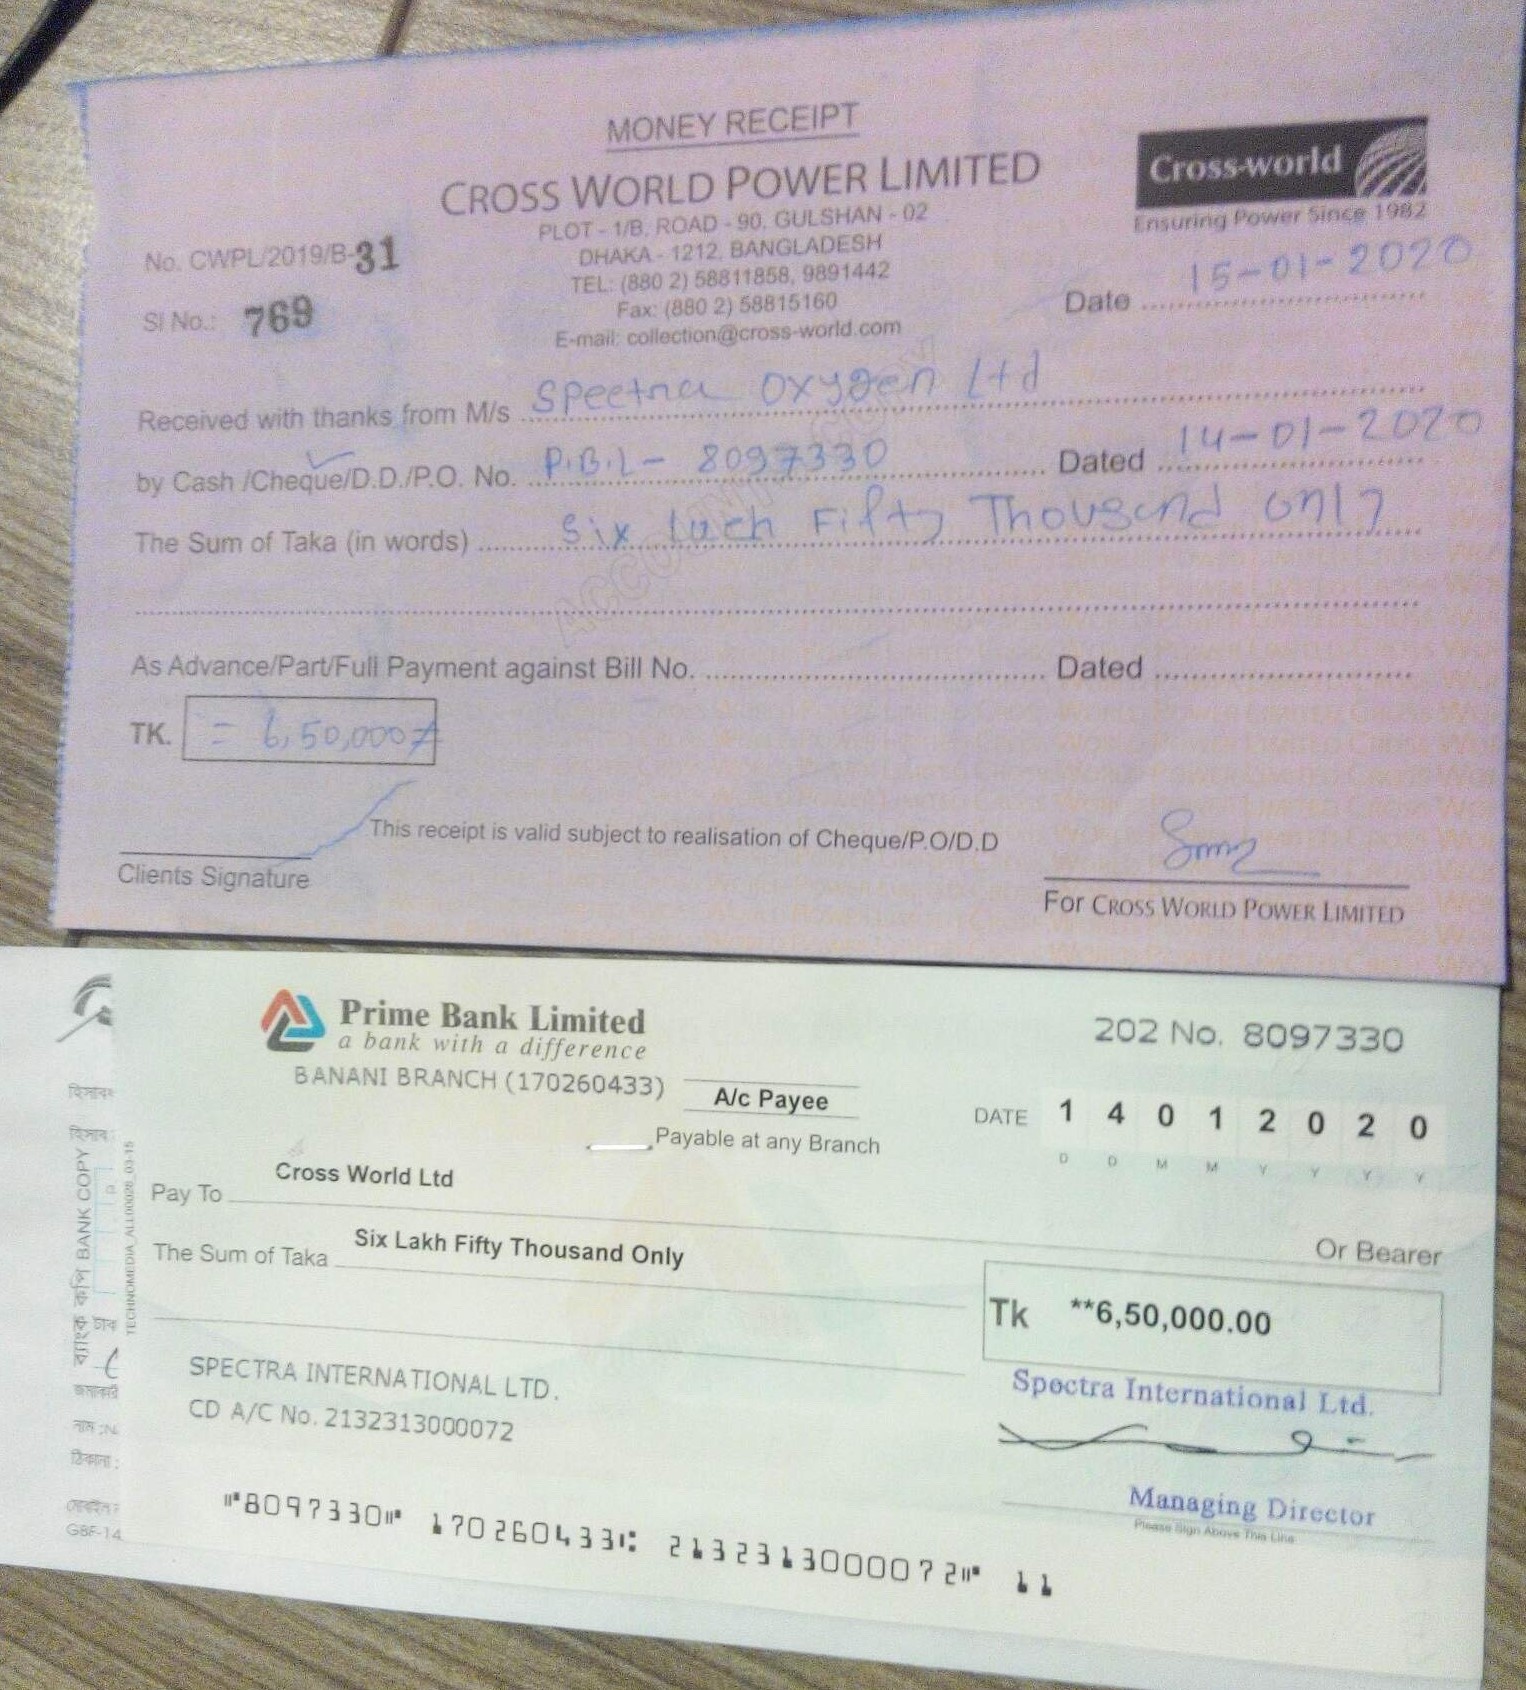 MONEY RECEIPT
CROSS WORLD POWER LIMITED
PLOT - 1/B, ROAD - 90, GULSHAN - 02
DHAKA - 1212, BANGLADESH
TEL: (880 2) 58811858, 9891442
Fax: (880 2) 58815160
E-mail: collection@cross-world.com
Cross-world
Ensuring Power Since 1982
No. CWPL/2019/B-31
Sl No.: 769
Date 15-01-2020
Received with thanks from M/s Spectra Oxygen Ltd
by Cash /Cheque/D.D./P.O. No. P.B.L - 8097330 Dated 14-01-2020
The Sum of Taka (in words) Six Lach Fifty Thousand only
ACCOUNT COPY
As Advance/Part/Full Payment against Bill No. Dated
TK. = 6,50,000/=
This receipt is valid subject to realisation of Cheque/P.O/D.D
Clients Signature
For CROSS WORLD POWER LIMITED
Prime Bank Limited
a bank with a difference
BANANI BRANCH (170260433)
A/c Payee
Payable at any Branch
202 No. 8097330
DATE 1 4 0 1 2 0 2 0
D D M M Y Y Y Y
Pay To Cross World Ltd
Or Bearer
The Sum of Taka Six Lakh Fifty Thousand Only
Tk **6,50,000.00
SPECTRA INTERNATIONAL LTD.
CD A/C No. 2132313000072
Spectra International Ltd.
Managing Director
Please Sign Above This Line
⑈8097330⑈ 170260433⑆ 2132313000072⑈ 11
ব্যাংক কপি BANK COPY
TECHNOMEDIA_ALL00026_03-15
হিসাব
ঠিকানা :
GBF-14